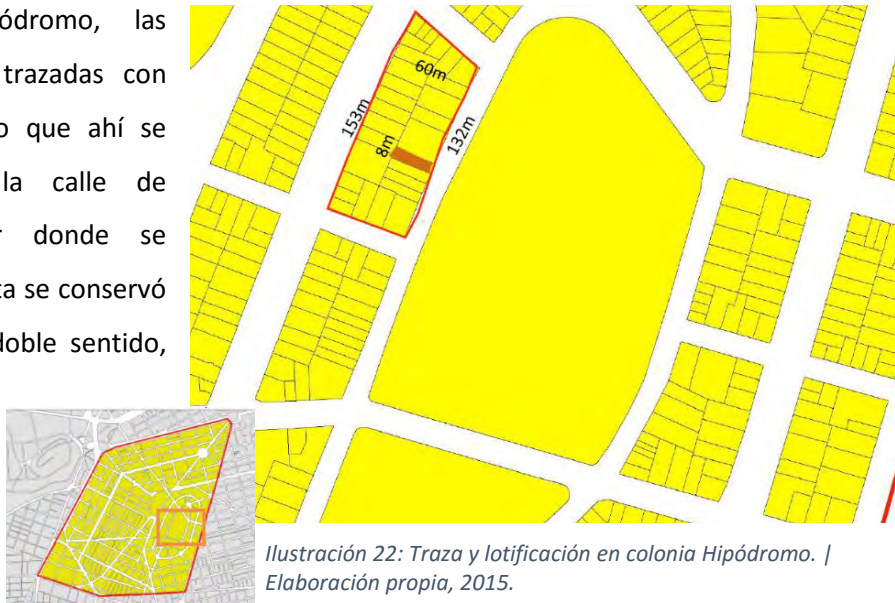 ódromo, las
trazadas con
o que ahí se
la calle de
donde se
ta se conservó
doble sentido,
60m
153m
8m
132m
Ilustración 22: Traza y lotificación en colonia Hipódromo. |
Elaboración propia, 2015.